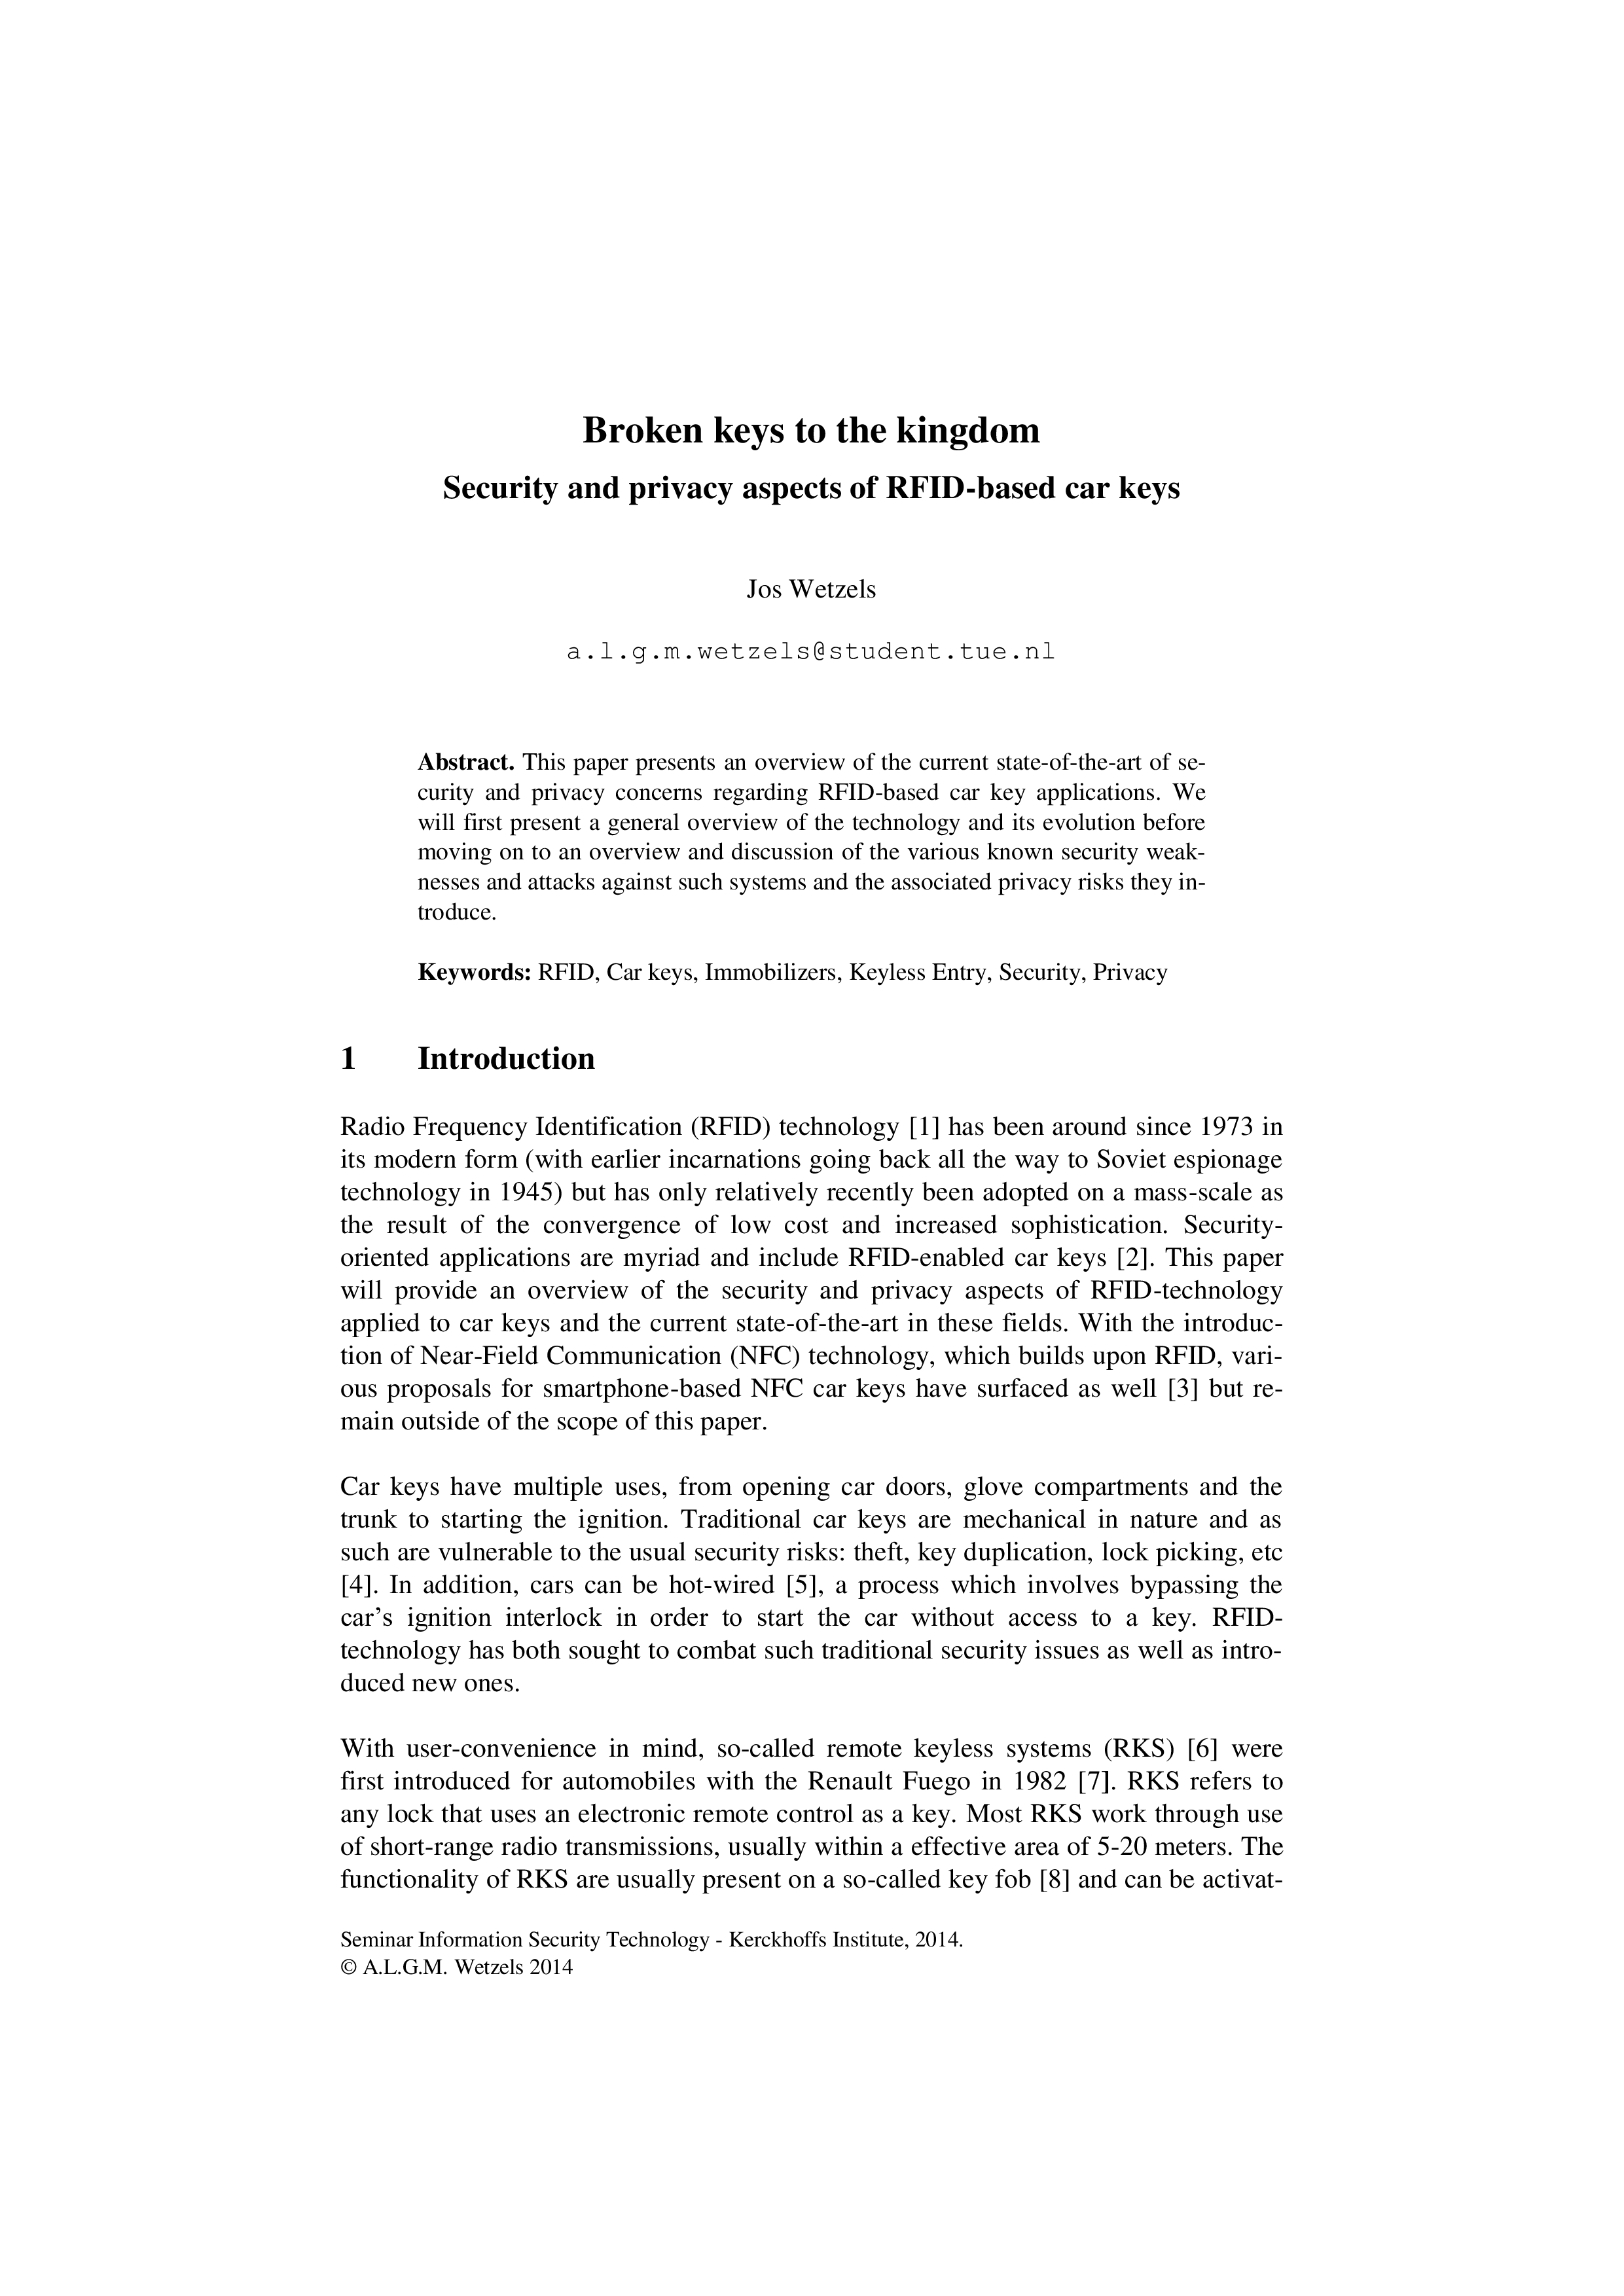 Broken keys to the kingdom
Security and privacy aspects of RFID-based car keys
Jos Wetzels
a.l.g.m.wetzels@student.tue.nl
Abstract. This paper presents an overview of the current state-of-the-art of se-
curity and privacy concerns regarding RFID-based car key applications. We
will first present a general overview of the technology and its evolution before
moving on to an overview and discussion of the various known security weak-
nesses and attacks against such systems and the associated privacy risks they in-
troduce.
Keywords: RFID, Car keys, Immobilizers, Keyless Entry, Security, Privacy
1 Introduction
Radio Frequency Identification (RFID) technology [1] has been around since 1973 in
its modern form (with earlier incarnations going back all the way to Soviet espionage
technology in 1945) but has only relatively recently been adopted on a mass-scale as
the result of the convergence of low cost and increased sophistication. Security-
oriented applications are myriad and include RFID-enabled car keys [2]. This paper
will provide an overview of the security and privacy aspects of RFID-technology
applied to car keys and the current state-of-the-art in these fields. With the introduc-
tion of Near-Field Communication (NFC) technology, which builds upon RFID, vari-
ous proposals for smartphone-based NFC car keys have surfaced as well [3] but re-
main outside of the scope of this paper.
Car keys have multiple uses, from opening car doors, glove compartments and the
trunk to starting the ignition. Traditional car keys are mechanical in nature and as
such are vulnerable to the usual security risks: theft, key duplication, lock picking, etc
[4]. In addition, cars can be hot-wired [5], a process which involves bypassing the
car's ignition interlock in order to start the car without access to a key. RFID-
technology has both sought to combat such traditional security issues as well as intro-
duced new ones.
With user-convenience in mind, so-called remote keyless systems (RKS) [6] were
first introduced for automobiles with the Renault Fuego in 1982 [7]. RKS refers to
any lock that uses an electronic remote control as a key. Most RKS work through use
of short-range radio transmissions, usually within a effective area of 5-20 meters. The
functionality of RKS are usually present on a so-called key fob [8] and can be activat-
Seminar Information Security Technology - Kerckhoffs Institute, 2014.
© A.L.G.M. Wetzels 2014